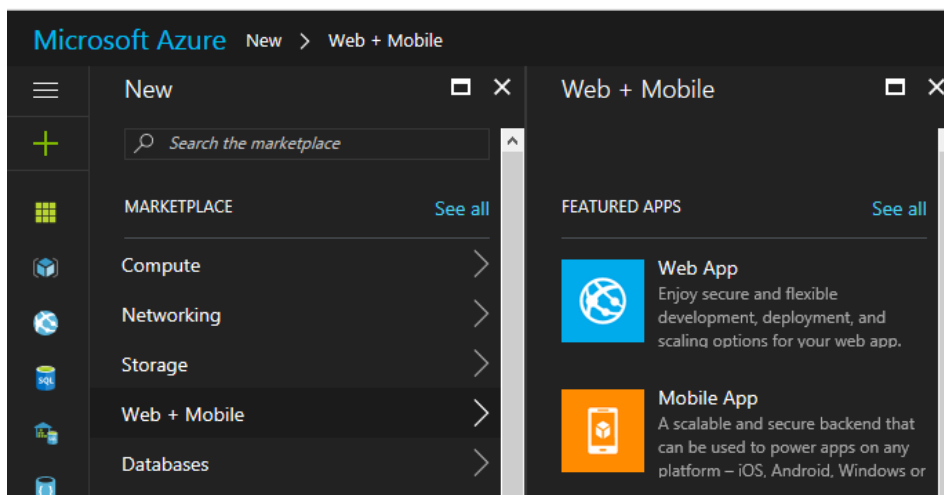 Microsoft Azure New > Web + Mobile
New
Search the marketplace
MARKETPLACE See all
Compute
Networking
Storage
Web + Mobile
Databases
SQL
Web + Mobile
FEATURED APPS See all
Web App
Enjoy secure and flexible
development, deployment, and
scaling options for your web app.
Mobile App
A scalable and secure backend that
can be used to power apps on any
platform – iOS, Android, Windows or